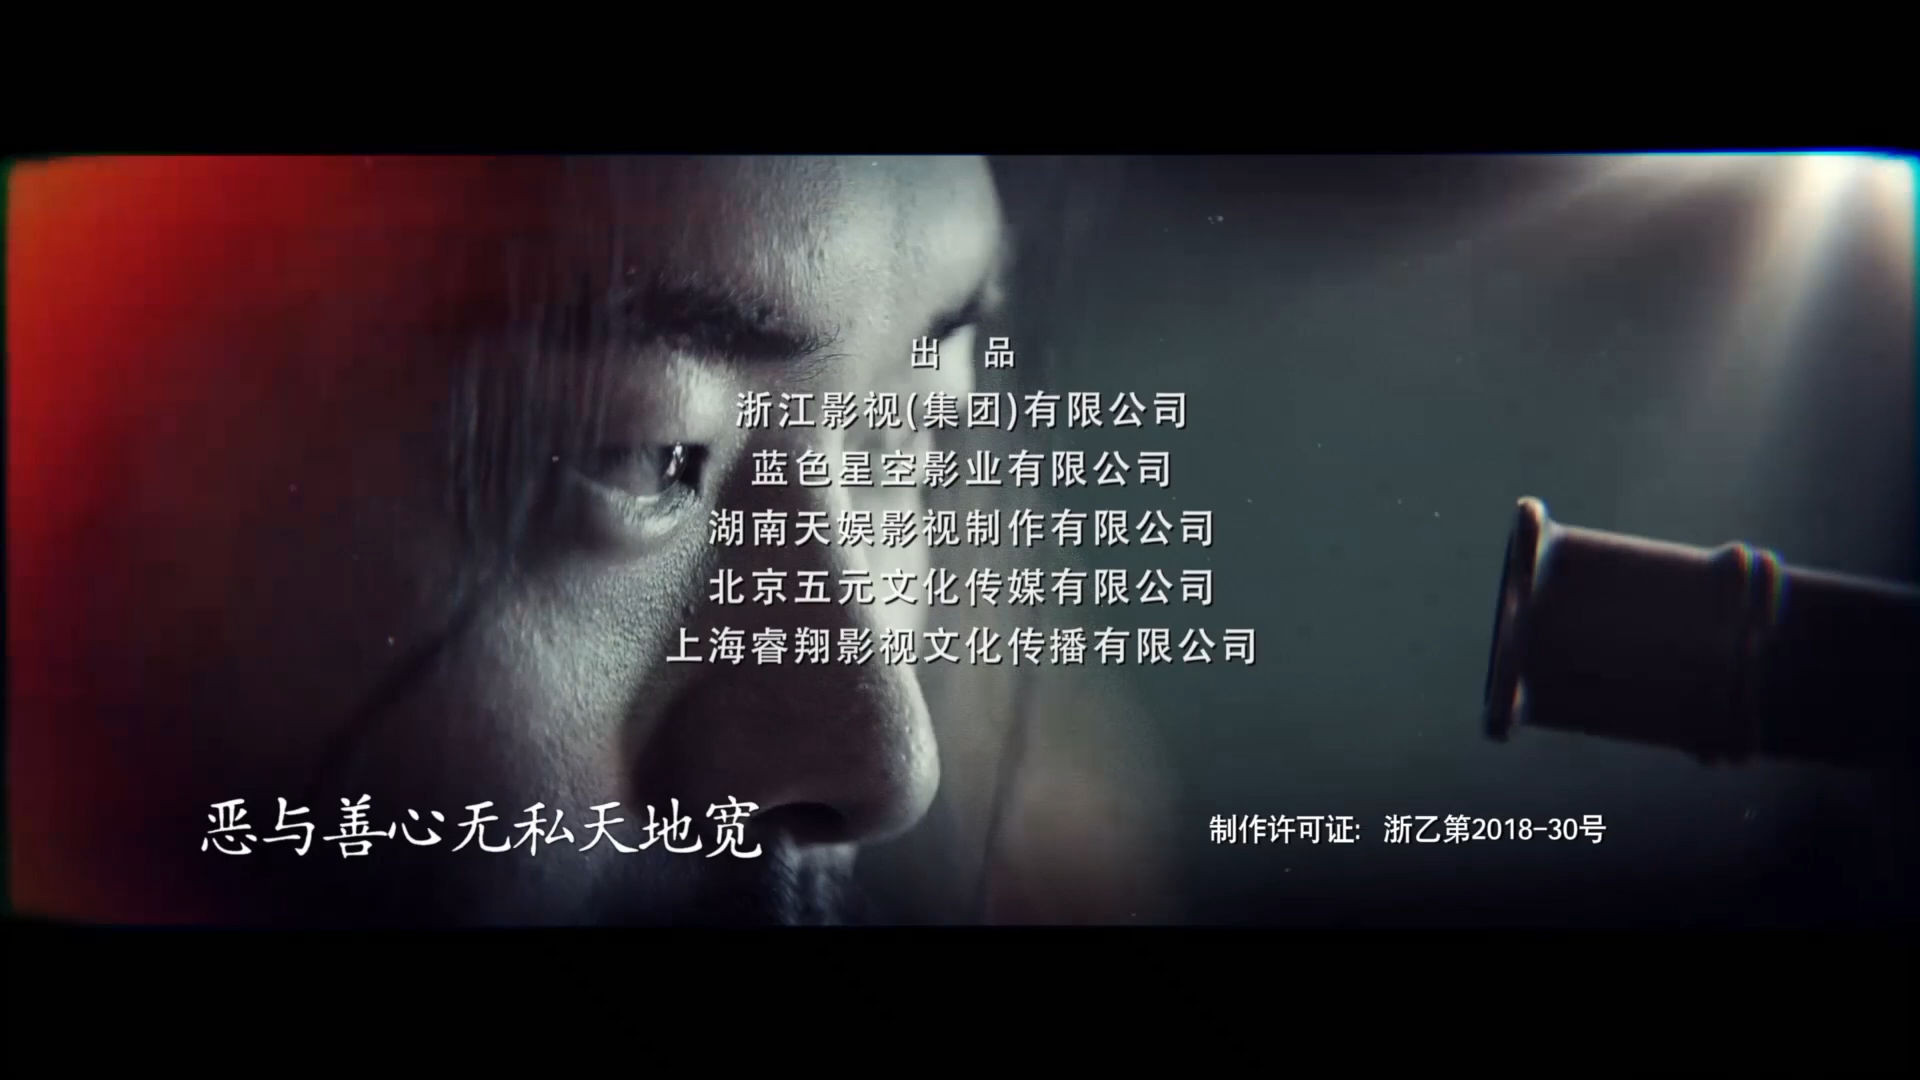 出 品
浙江影视(集团)有限公司
蓝色星空影业有限公司
湖南天娱影视制作有限公司
北京五元文化传媒有限公司
上海睿翔影视文化传播有限公司
恶与善心无私天地宽
制作许可证: 浙乙第2018-30号